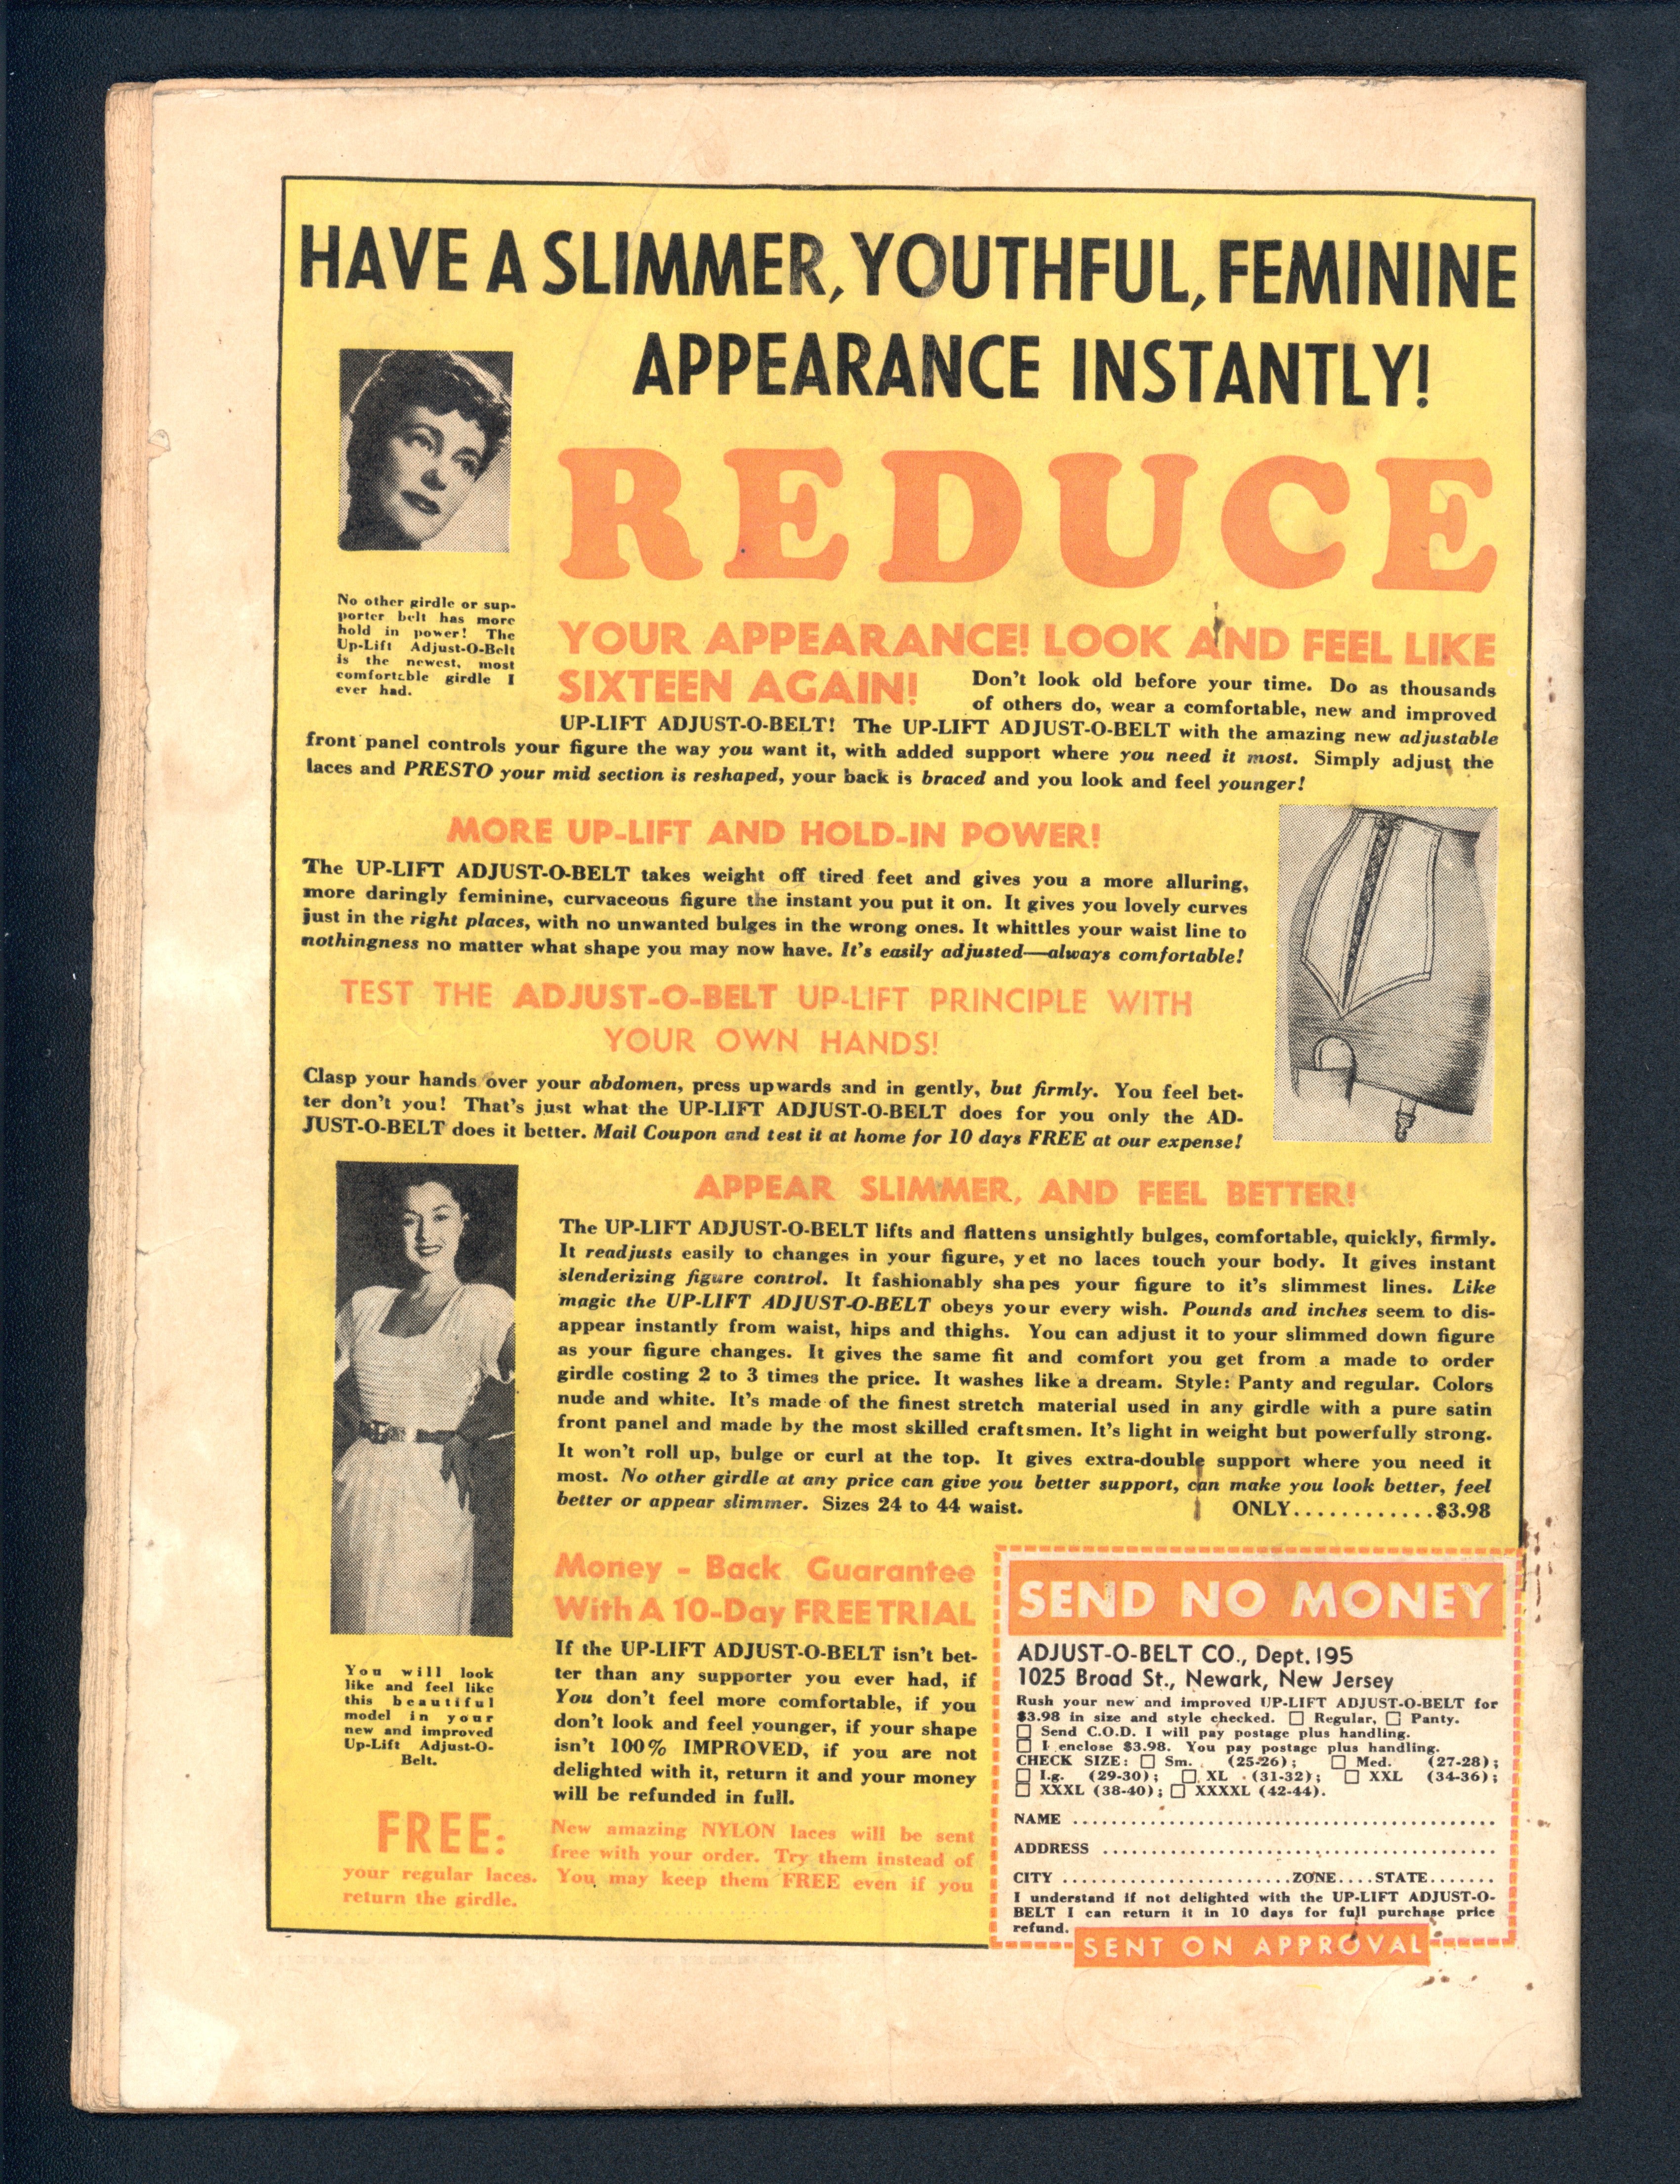 HAVE A SLIMMER, YOUTHFUL, FEMININE
APPEARANCE INSTANTLY!
REDUCE
No other girdle or sup-
porter belt has more
hold in power! The
Up-Lift Adjust-O-Belt
is the newest, most
comfortable girdle I
ever had.
YOUR APPEARANCE! LOOK AND FEEL LIKE
SIXTEEN AGAIN!
Don't look old before your time. Do as thousands
of others do, wear a comfortable, new and improved
UP-LIFT ADJUST-O-BELT! The UP-LIFT ADJUST-O-BELT with the amazing new adjustable
front panel controls your figure the way you want it, with added support where you need it most. Simply adjust the
laces and PRESTO your mid section is reshaped, your back is braced and you look and feel younger!
MORE UP-LIFT AND HOLD-IN POWER!
The UP-LIFT ADJUST-O-BELT takes weight off tired feet and gives you a more alluring,
more daringly feminine, curvaceous figure the instant you put it on. It gives you lovely curves
just in the right places, with no unwanted bulges in the wrong ones. It whittles your waist line to
nothingness no matter what shape you may now have. It's easily adjusted—always comfortable!
TEST THE ADJUST-O-BELT UP-LIFT PRINCIPLE WITH
YOUR OWN HANDS!
Clasp your hands over your abdomen, press upwards and in gently, but firmly. You feel bet-
ter don't you! That's just what the UP-LIFT ADJUST-O-BELT does for you only the AD-
JUST-O-BELT does it better. Mail Coupon and test it at home for 10 days FREE at our expense!
APPEAR SLIMMER, AND FEEL BETTER!
The UP-LIFT ADJUST-O-BELT lifts and flattens unsightly bulges, comfortable, quickly, firmly.
It readjusts easily to changes in your figure, yet no laces touch your body. It gives instant
slenderizing figure control. It fashionably shapes your figure to it's slimmest lines. Like
magic the UP-LIFT ADJUST-O-BELT obeys your every wish. Pounds and inches seem to dis-
appear instantly from waist, hips and thighs. You can adjust it to your slimmed down figure
as your figure changes. It gives the same fit and comfort you get from a made to order
girdle costing 2 to 3 times the price. It washes like a dream. Style: Panty and regular. Colors
nude and white. It's made of the finest stretch material used in any girdle with a pure satin
front panel and made by the most skilled craftsmen. It's light in weight but powerfully strong.
It won't roll up, bulge or curl at the top. It gives extra-double support where you need it
most. No other girdle at any price can give you better support, can make you look better, feel
better or appear slimmer. Sizes 24 to 44 waist. ONLY............$3.98
You will look
like and feel like
this beautiful
model in your
new and improved
Up-Lift Adjust-O-
Belt.
Money - Back Guarantee
With A 10-Day FREE TRIAL
If the UP-LIFT ADJUST-O-BELT isn't bet-
ter than any supporter you ever had, if
You don't feel more comfortable, if you
don't look and feel younger, if your shape
isn't 100% IMPROVED, if you are not
delighted with it, return it and your money
will be refunded in full.
FREE: New amazing NYLON laces will be sent
free with your order. Try them instead of
your regular laces. You may keep them FREE even if you
return the girdle.
SEND NO MONEY
ADJUST-O-BELT CO., Dept. 195
1025 Broad St., Newark, New Jersey
Rush your new and improved UP-LIFT ADJUST-O-BELT for
$3.98 in size and style checked. ☐ Regular, ☐ Panty.
☐ Send C.O.D. I will pay postage plus handling.
☐ I enclose $3.98. You pay postage plus handling.
CHECK SIZE: ☐ Sm. (25-26); ☐ Med. (27-28);
☐ Lg. (29-30); ☐ XL (31-32); ☐ XXL (34-36);
☐ XXXL (38-40); ☐ XXXXL (42-44).
NAME ..........................................
ADDRESS .......................................
CITY .........................ZONE....STATE.......
I understand if not delighted with the UP-LIFT ADJUST-O-
BELT I can return it in 10 days for full purchase price
refund.
SENT ON APPROVAL